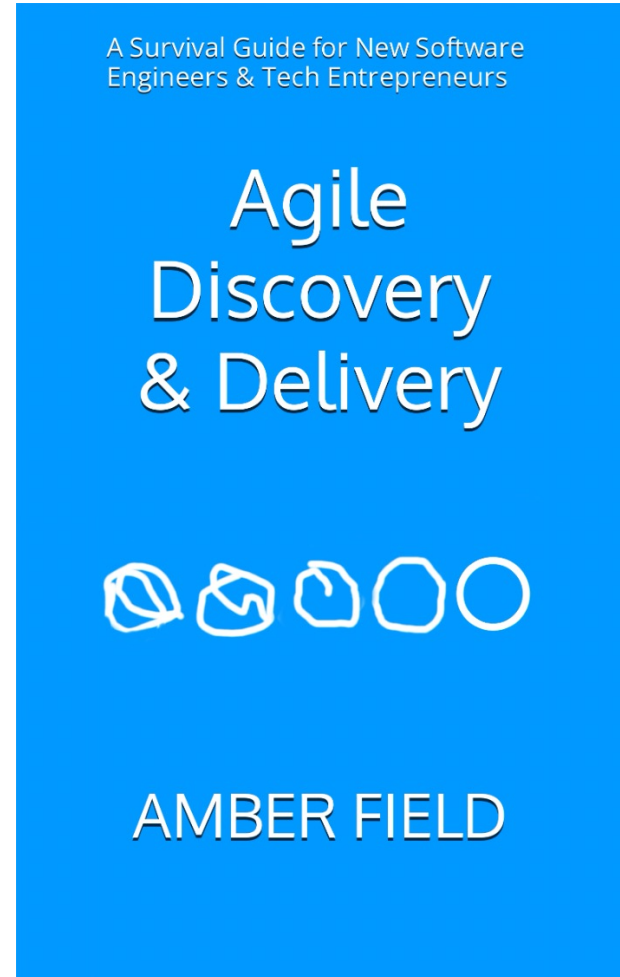 A Survival Guide for New Software
Engineers & Tech Entrepreneurs
Agile
Discovery
& Delivery
AMBER FIELD